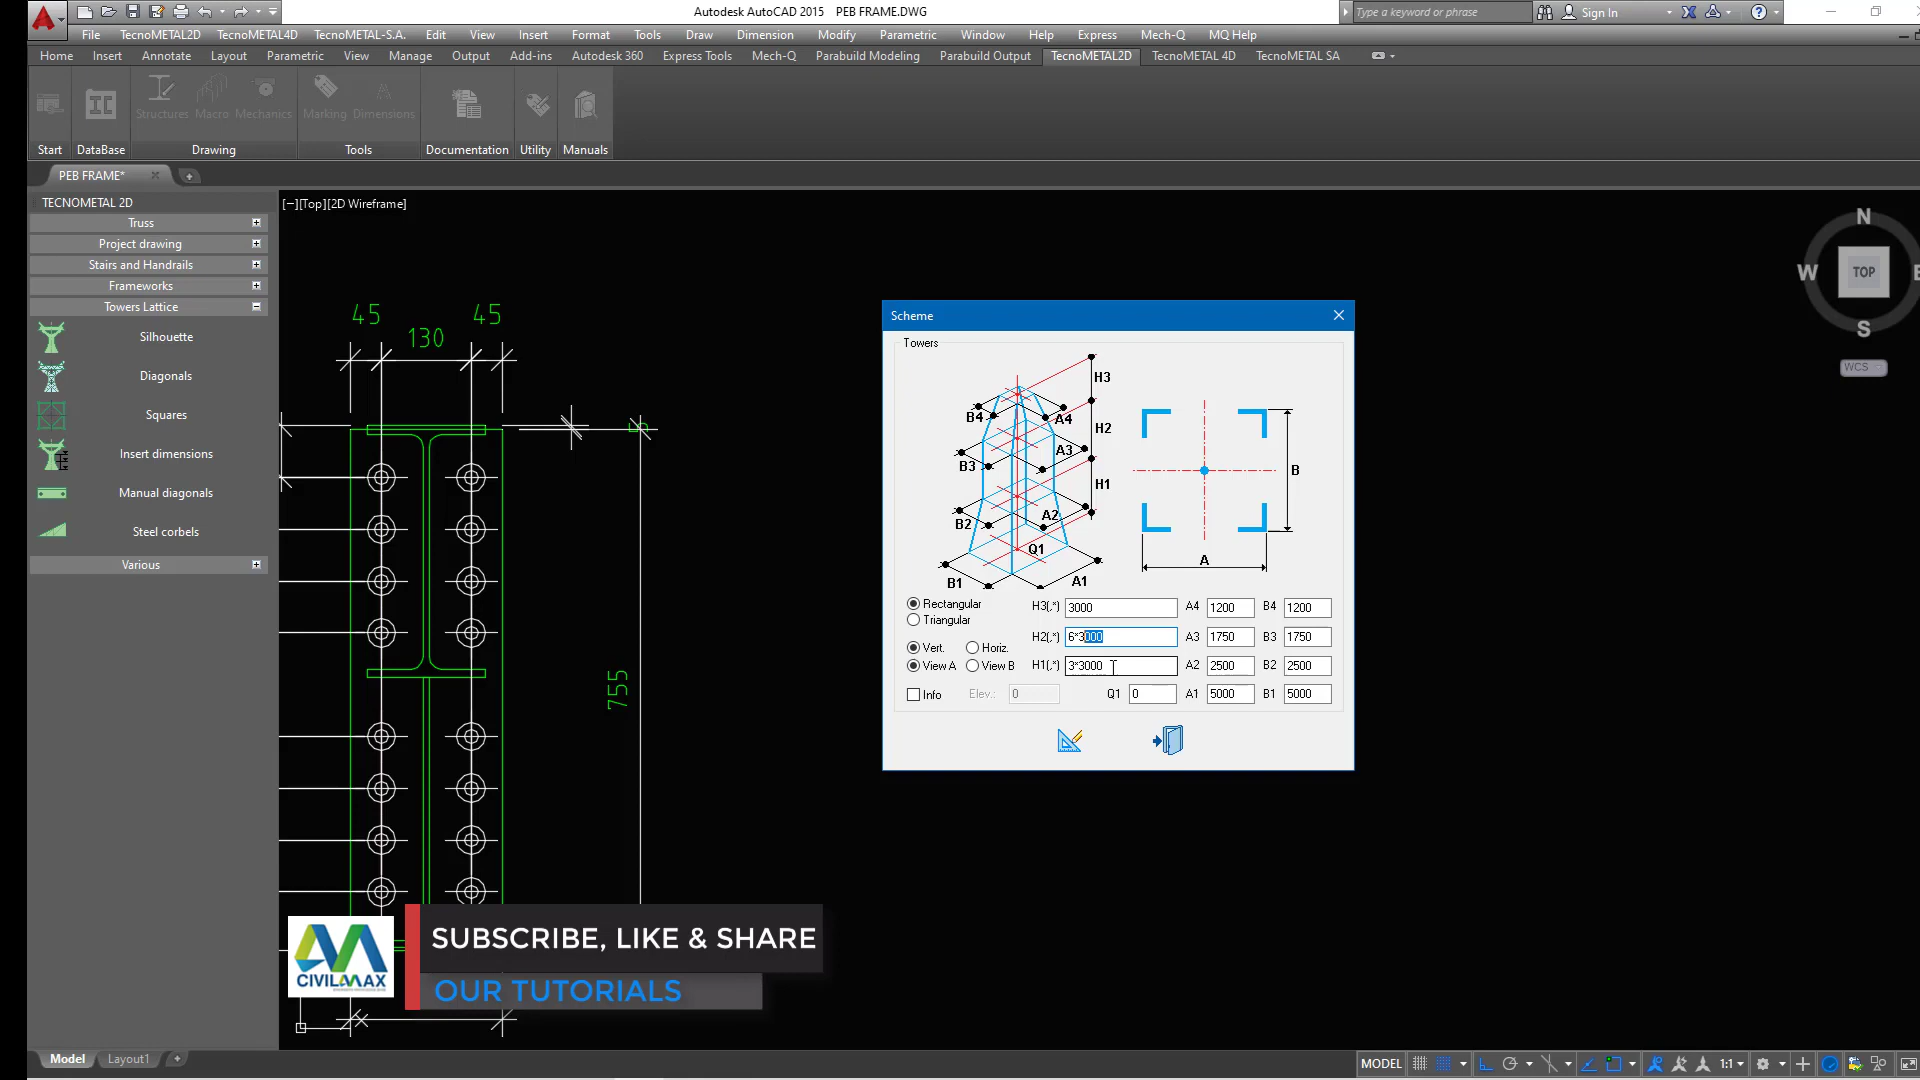 Autodesk AutoCAD 2015 PEB FRAME.DWG
Type a keyword or phrase
Sign In
File TecnoMETAL2D TecnoMETAL4D TecnoMETAL-S.A. Edit View Insert Format Tools Draw Dimension Modify Parametric Window Help Express Mech-Q MQ Help
Home Insert Annotate Layout Parametric View Manage Output Add-ins Autodesk 360 Express Tools Mech-Q Parabuild Modeling Parabuild Output TecnoMETAL2D TecnoMETAL 4D TecnoMETAL SA
Structures Macro Mechanics Marking Dimensions
Start DataBase Drawing Tools Documentation Utility Manuals
PEB FRAME*
TECNOMETAL 2D
Truss
Project drawing
Stairs and Handrails
Frameworks
Towers Lattice
Silhouette
Diagonals
Squares
Insert dimensions
Manual diagonals
Steel corbels
Various
[−][Top][2D Wireframe]
45 45
130
5
755
N
W TOP E
S
WCS
Scheme
Towers
H3
B4 A4
H2
A3
B3
H1
B2 A2
Q1
B1 A1
B
A
Rectangular
Triangular
Vert. Horiz.
View A View B
Info Elev.: 0
H3(,*) 3000 A4 1200 B4 1200
H2(,*) 6*3000 A3 1750 B3 1750
H1(,*) 3*3000 A2 2500 B2 2500
Q1 0 A1 5000 B1 5000
CIVILMAX
SUBSCRIBE, LIKE & SHARE
OUR TUTORIALS
Model Layout1
MODEL 1:1